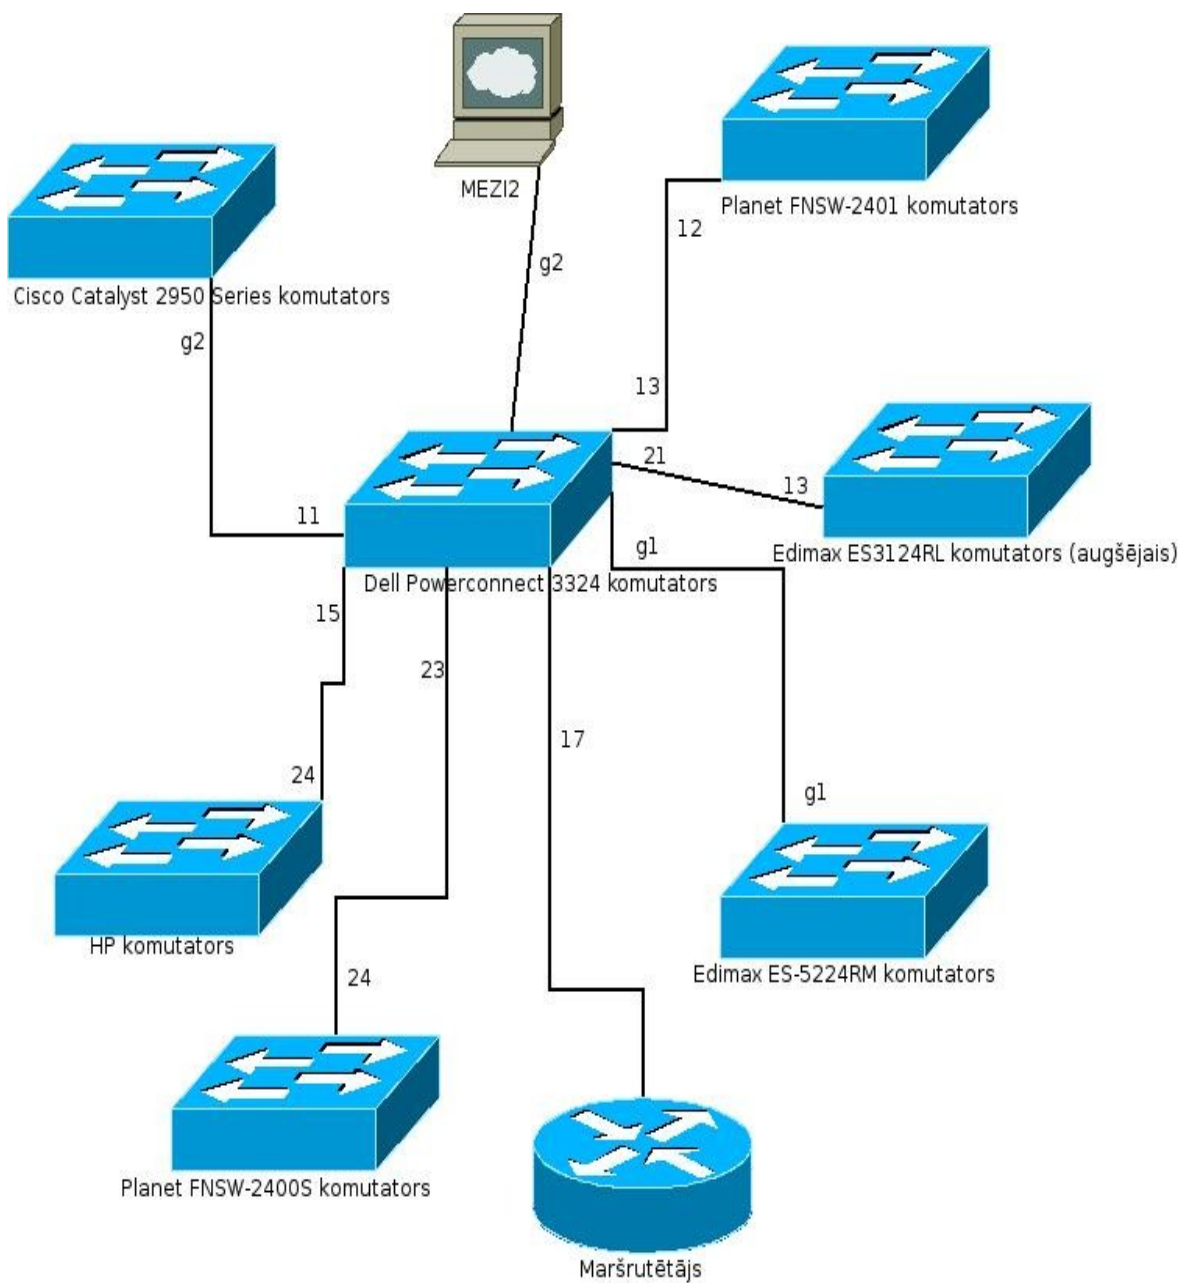 MEZI2
Planet FNSW-2401 komutators
12
g2
Cisco Catalyst 2950 Series komutators
g2
13
21
13
11
g1
Edimax ES3124RL komutators (augšējais)
Dell Powerconnect 3324 komutators
15
23
17
24
g1
HP komutators
24
Edimax ES-5224RM komutators
Planet FNSW-2400S komutators
Maršrutētājs